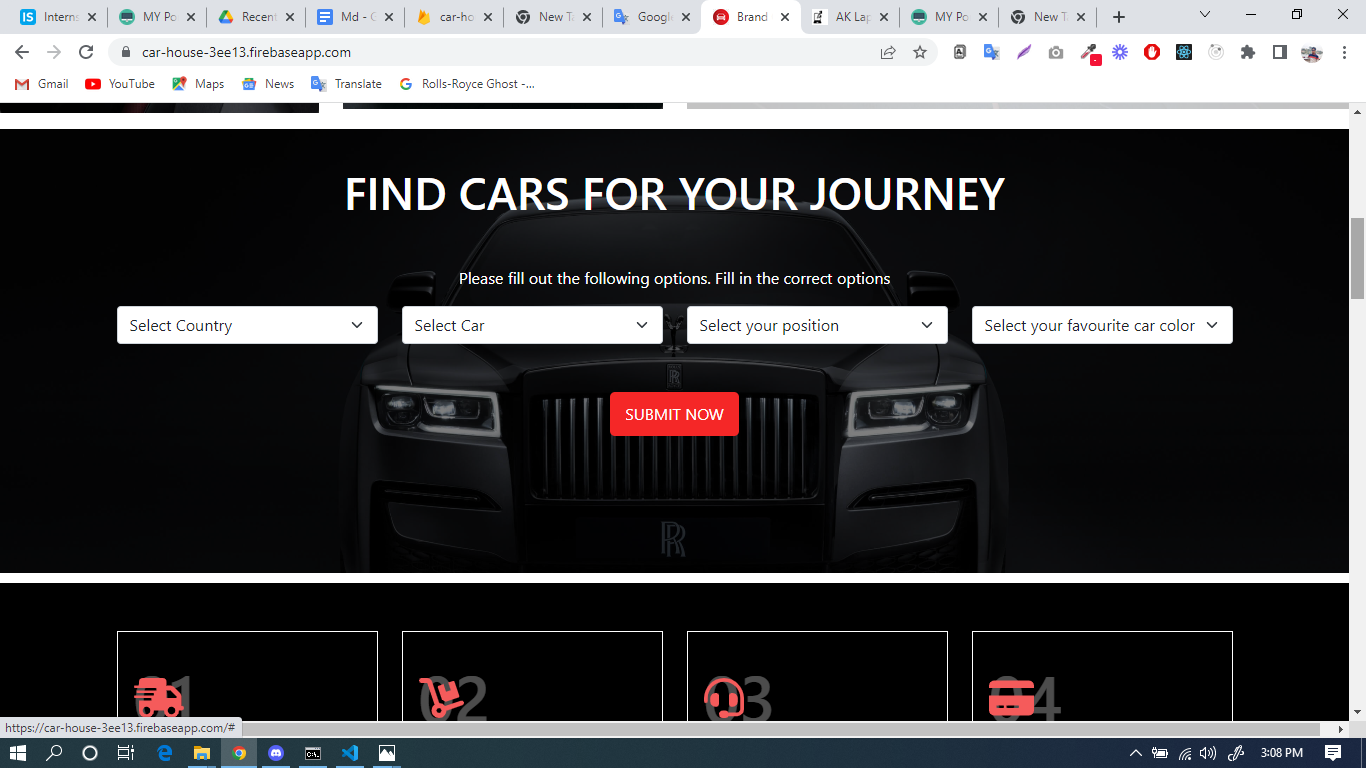 Interns
MY Po
Recent
Md - C
car-ho
New Ta
Google
Brand
AK Lap
MY Po
New Ta
car-house-3ee13.firebaseapp.com
Gmail
YouTube
Maps
News
Translate
Rolls-Royce Ghost -...
FIND CARS FOR YOUR JOURNEY
Please fill out the following options. Fill in the correct options
Select Country
Select Car
Select your position
Select your favourite car color
SUBMIT NOW
01
02
03
04
https://car-house-3ee13.firebaseapp.com/#
3:08 PM